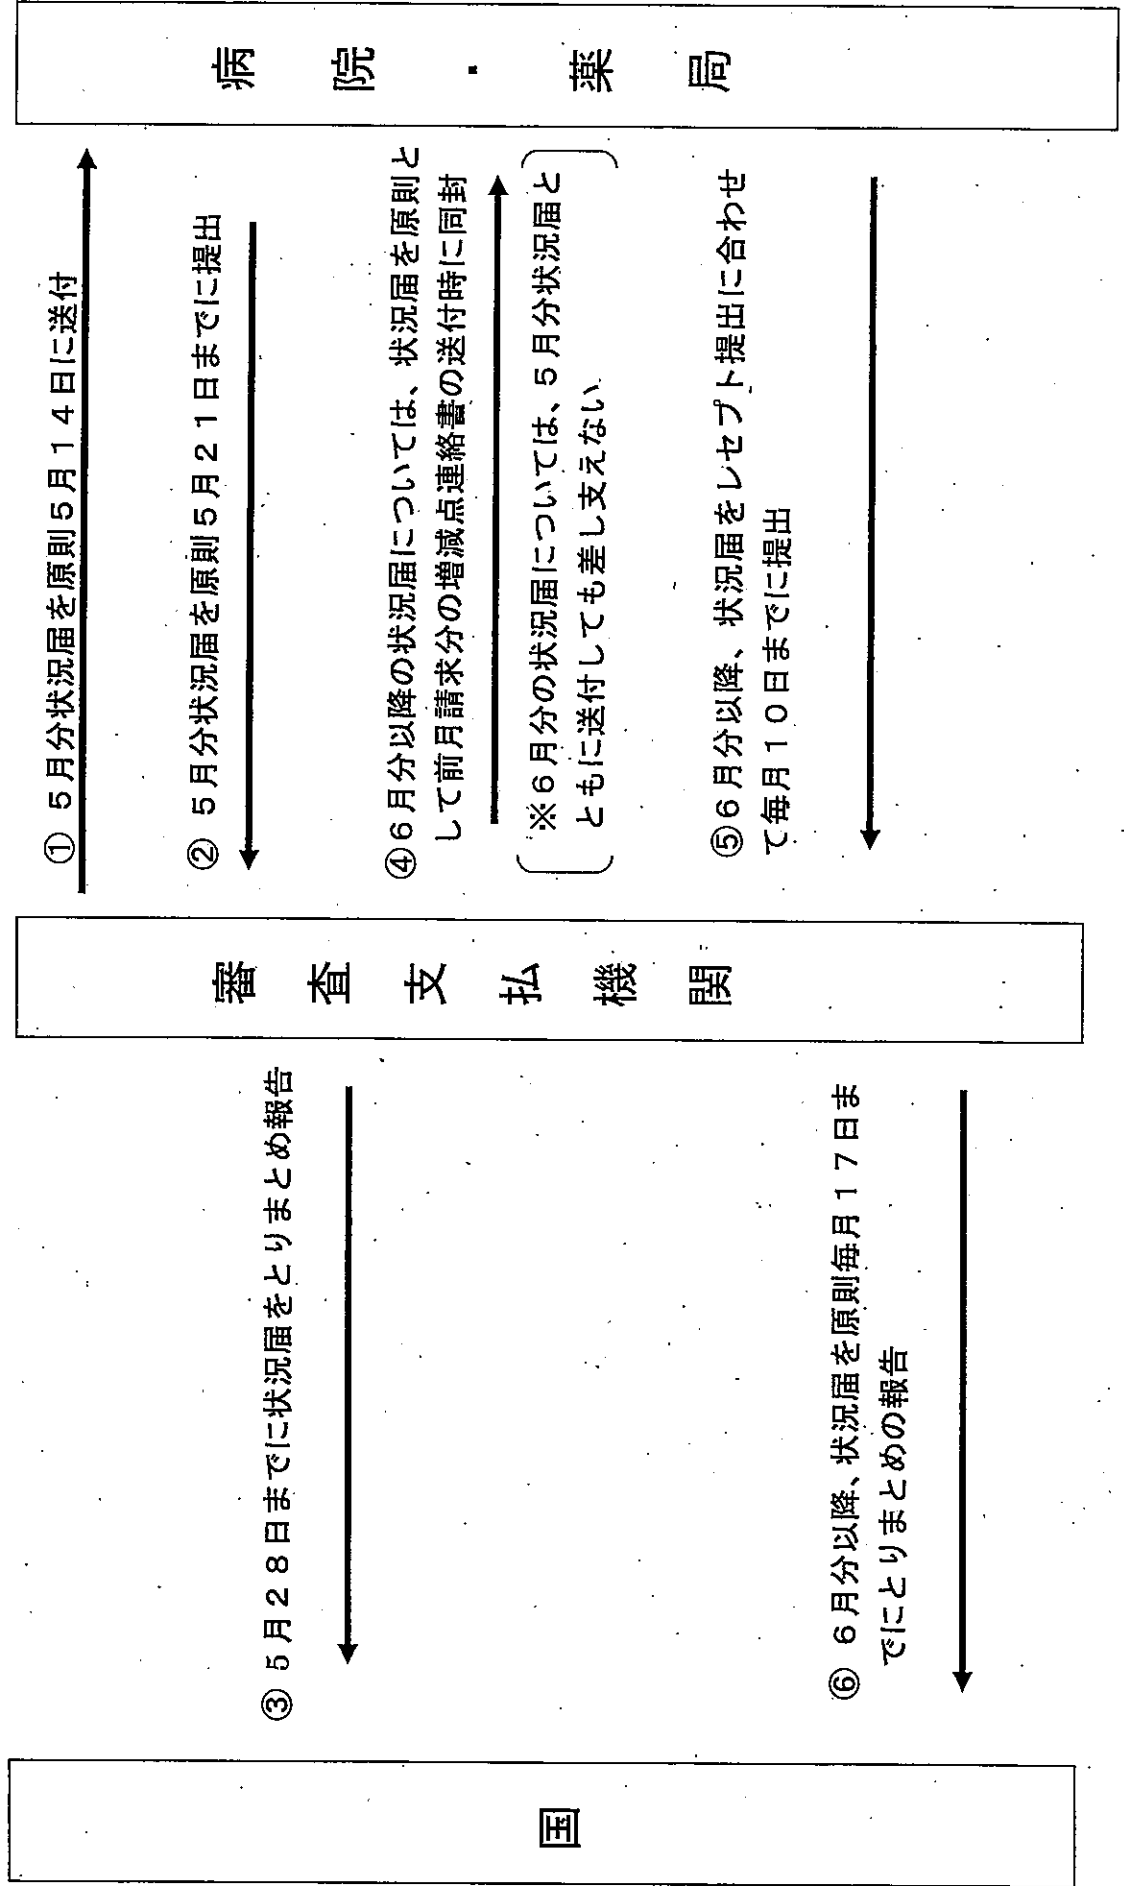 国
審査支払機関
病院・薬局
① ５月分状況届を原則５月１４日に送付
② ５月分状況届を原則５月２１日までに提出
③ ５月２８日までに状況届をとりまとめ報告
④６月分以降の状況届については、状況届を原則と
して前月請求分の増減点連絡書の送付時に同封
※６月分の状況届については、５月分状況届と
ともに送付しても差し支えない
⑤６月分以降、状況届をレセプト提出に合わせ
て毎月１０日までに提出
⑥ ６月分以降、状況届を原則毎月１７日ま
でにとりまとめの報告